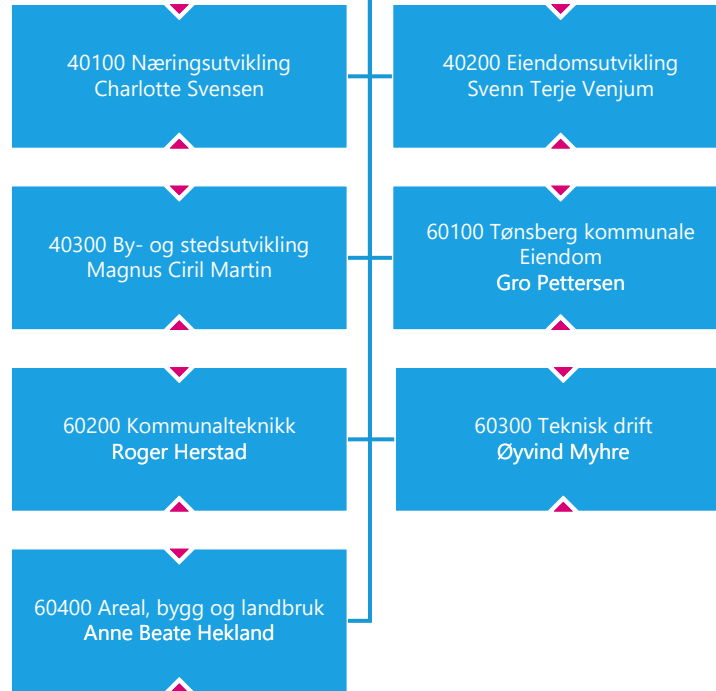 40100 Næringsutvikling
Charlotte Svensen
40200 Eiendomsutvikling
Svenn Terje Venjum
40300 By- og stedsutvikling
Magnus Ciril Martin
60100 Tønsberg kommunale
Eiendom
Gro Pettersen
60200 Kommunalteknikk
Roger Herstad
60300 Teknisk drift
Øyvind Myhre
60400 Areal, bygg og landbruk
Anne Beate Hekland